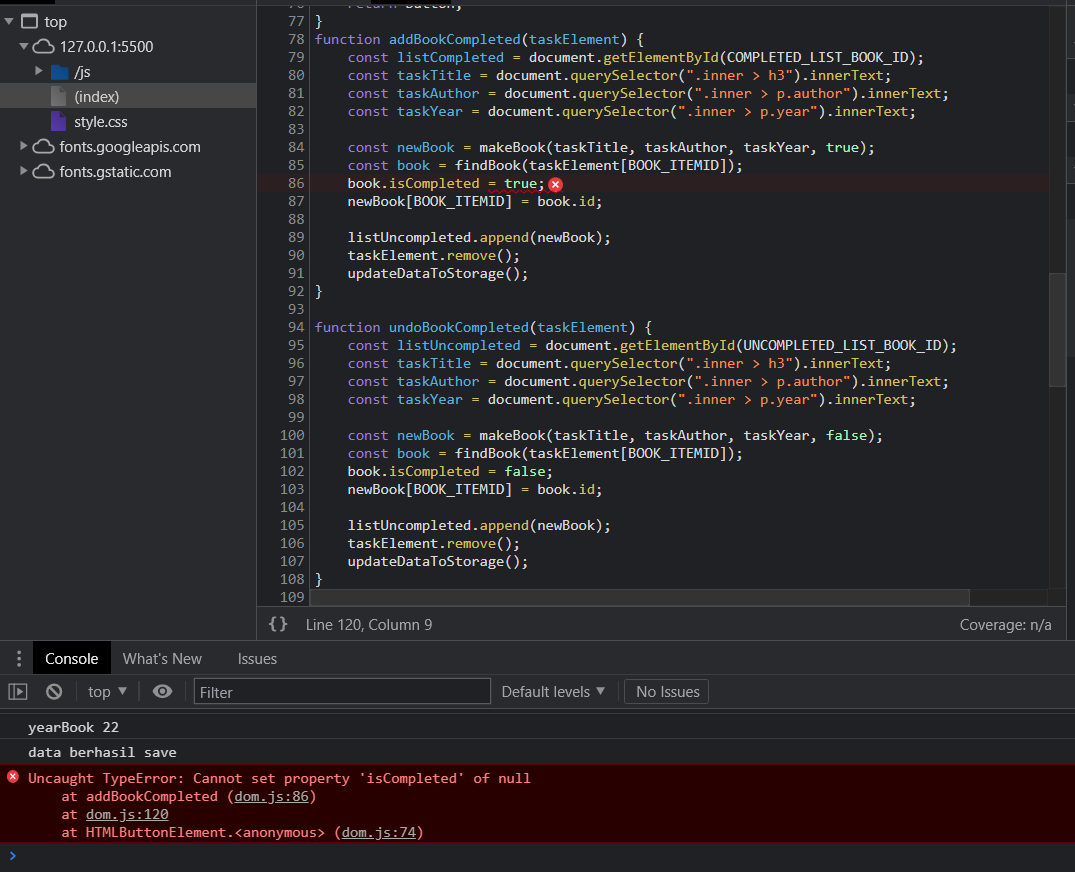 top
127.0.0.1:5500
/js
(index)
style.css
fonts.googleapis.com
fonts.gstatic.com
76 return button;
77 }
78 function addBookCompleted(taskElement) {
79 const listCompleted = document.getElementById(COMPLETED_LIST_BOOK_ID);
80 const taskTitle = document.querySelector(".inner > h3").innerText;
81 const taskAuthor = document.querySelector(".inner > p.author").innerText;
82 const taskYear = document.querySelector(".inner > p.year").innerText;
83
84 const newBook = makeBook(taskTitle, taskAuthor, taskYear, true);
85 const book = findBook(taskElement[BOOK_ITEMID]);
86 book.isCompleted = true;
87 newBook[BOOK_ITEMID] = book.id;
88
89 listUncompleted.append(newBook);
90 taskElement.remove();
91 updateDataToStorage();
92 }
93
94 function undoBookCompleted(taskElement) {
95 const listUncompleted = document.getElementById(UNCOMPLETED_LIST_BOOK_ID);
96 const taskTitle = document.querySelector(".inner > h3").innerText;
97 const taskAuthor = document.querySelector(".inner > p.author").innerText;
98 const taskYear = document.querySelector(".inner > p.year").innerText;
99
100 const newBook = makeBook(taskTitle, taskAuthor, taskYear, false);
101 const book = findBook(taskElement[BOOK_ITEMID]);
102 book.isCompleted = false;
103 newBook[BOOK_ITEMID] = book.id;
104
105 listUncompleted.append(newBook);
106 taskElement.remove();
107 updateDataToStorage();
108 }
109
{} Line 120, Column 9 Coverage: n/a
Console What's New Issues
top Filter Default levels No Issues
yearBook 22
data berhasil save
Uncaught TypeError: Cannot set property 'isCompleted' of null
at addBookCompleted (dom.js:86)
at dom.js:120
at HTMLButtonElement.<anonymous> (dom.js:74)